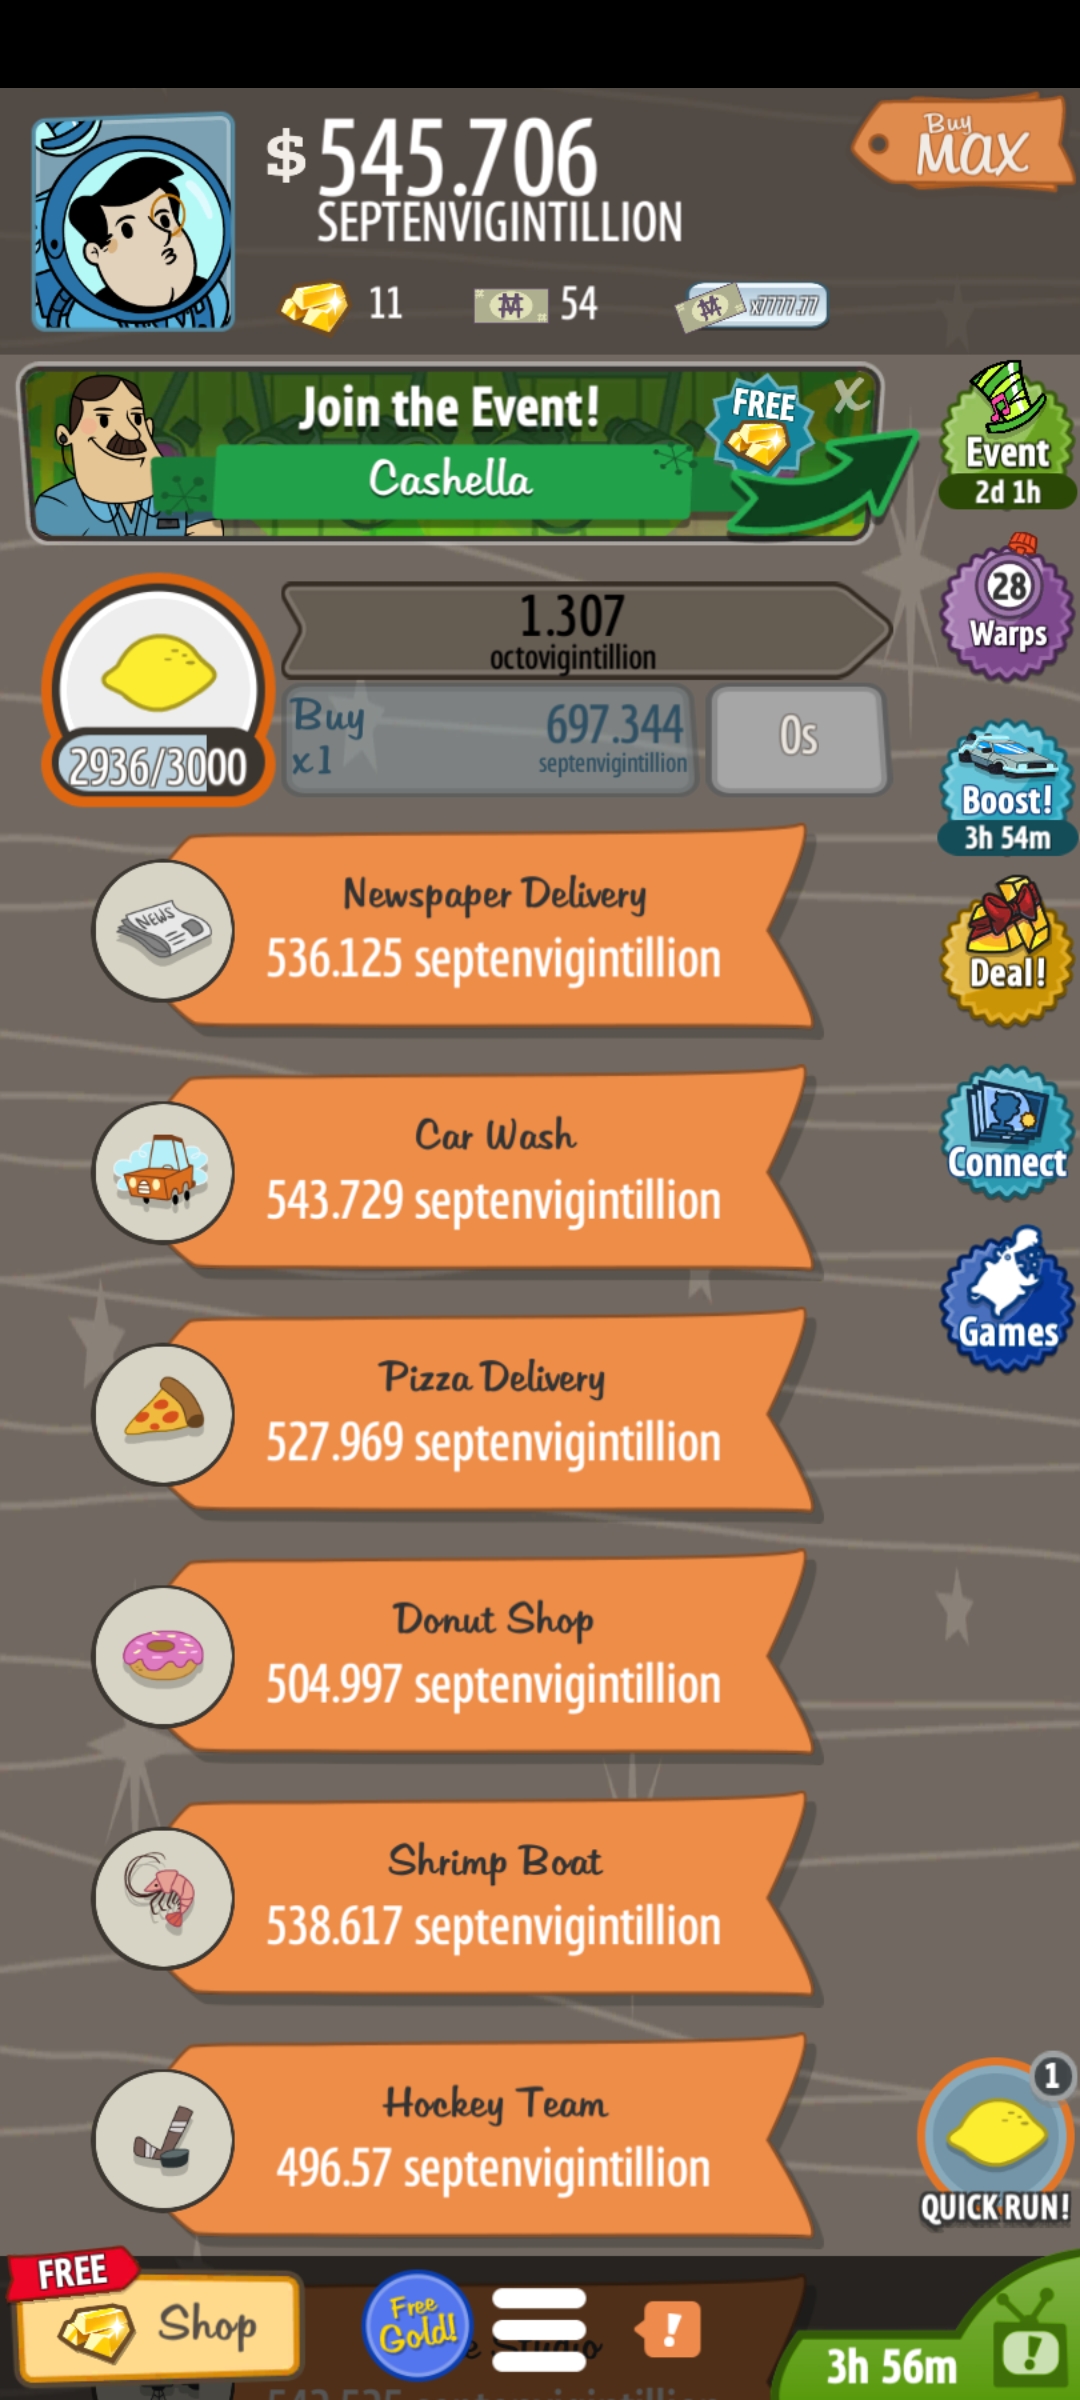 $545.706
SEPTENVIGINTILLION
Buy
MAX
11
54
x7777.77
Join the Event!
FREE
X
Cashella
Event
2d 1h
28
Warps
1.307
octovigintillion
Buy
x1
697.344
septenvigintillion
0s
2936/3000
Boost!
3h 54m
Newspaper Delivery
536.125 septenvigintillion
NEWS
Deal!
Car Wash
543.729 septenvigintillion
Connect
Pizza Delivery
527.969 septenvigintillion
Games
Donut Shop
504.997 septenvigintillion
Shrimp Boat
538.617 septenvigintillion
Hockey Team
496.57 septenvigintillion
1
QUICK RUN!
FREE
Shop
Free
Gold!
!
!
3h 56m